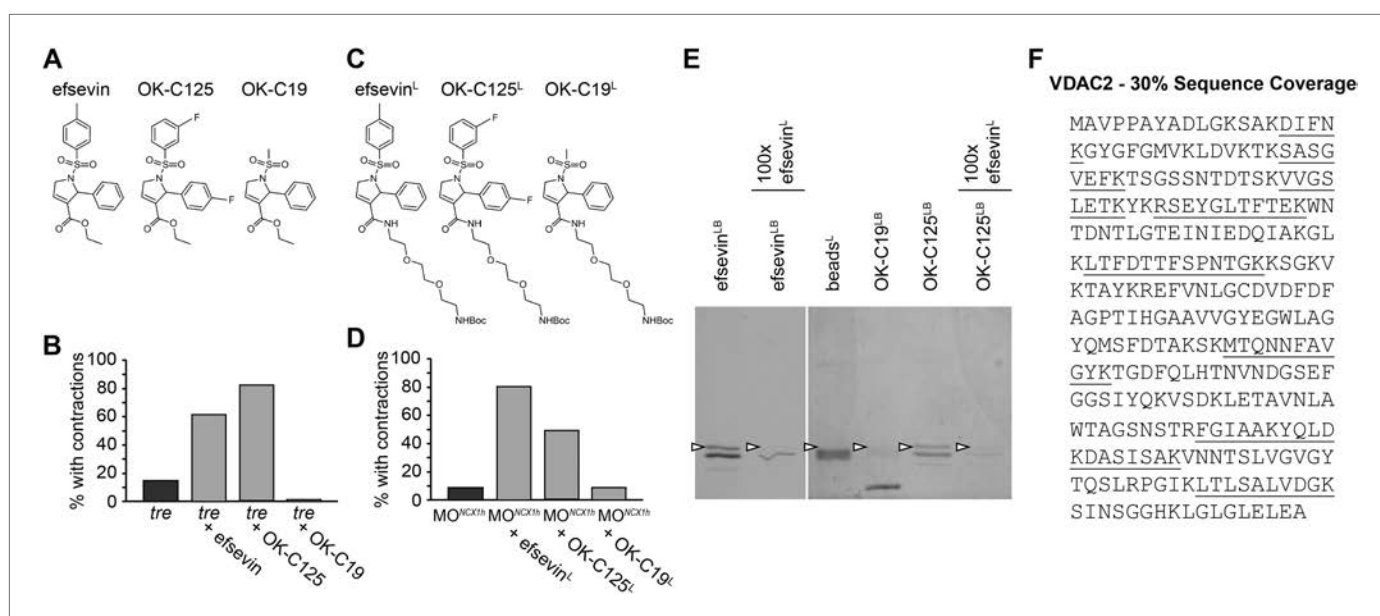 A
efsevin
OK-C125
OK-C19
F
F
N
N
N
O=S=O
O=S=O
O=S=O
O
O
O
O
O
O
B
% with contractions
100
80
60
40
20
0
tre
tre + efsevin
tre + OK-C125
tre + OK-C19
C
efsevinL
OK-C125L
OK-C19L
F
F
O=S=O
O=S=O
O=S=O
N
N
N
O
NH
O
NH
O
NH
O
O
O
O
O
O
NHBoc
NHBoc
NHBoc
D
% with contractions
100
80
60
40
20
0
MONCX1h
MONCX1h + efsevinL
MONCX1h + OK-C125L
MONCX1h + OK-C19L
E
100x efsevinL
100x efsevinL
efsevinLB
efsevinLB
beadsL
OK-C19LB
OK-C125LB
OK-C125LB
F
VDAC2 - 30% Sequence Coverage
MAVPPAYADLGKSAKDIFN
KGYGFGMVKLDVKTKSASG
VEFKTSGSSNTDTSKVVGS
LETKYKRSEYGLTFTEKWN
TDNTLGTEINIEDQIAKGL
KLTFDTTFSPNTGKKSGKV
KTAYKREFVNLGCDVDFDF
AGPTIHGAAVVGYEGWLAG
YQMSFDTAKSKMTQNNFAV
GYKTGDFQLHTNVNDGSEF
GGSIYQKVSDKLETAVNLA
WTAGSNSTRFGIAAKYQLD
KDASISAKVNNTSLVGVGY
TQSLRPGIKLTLSALVDGK
SINSGGHKLGLGLELEA